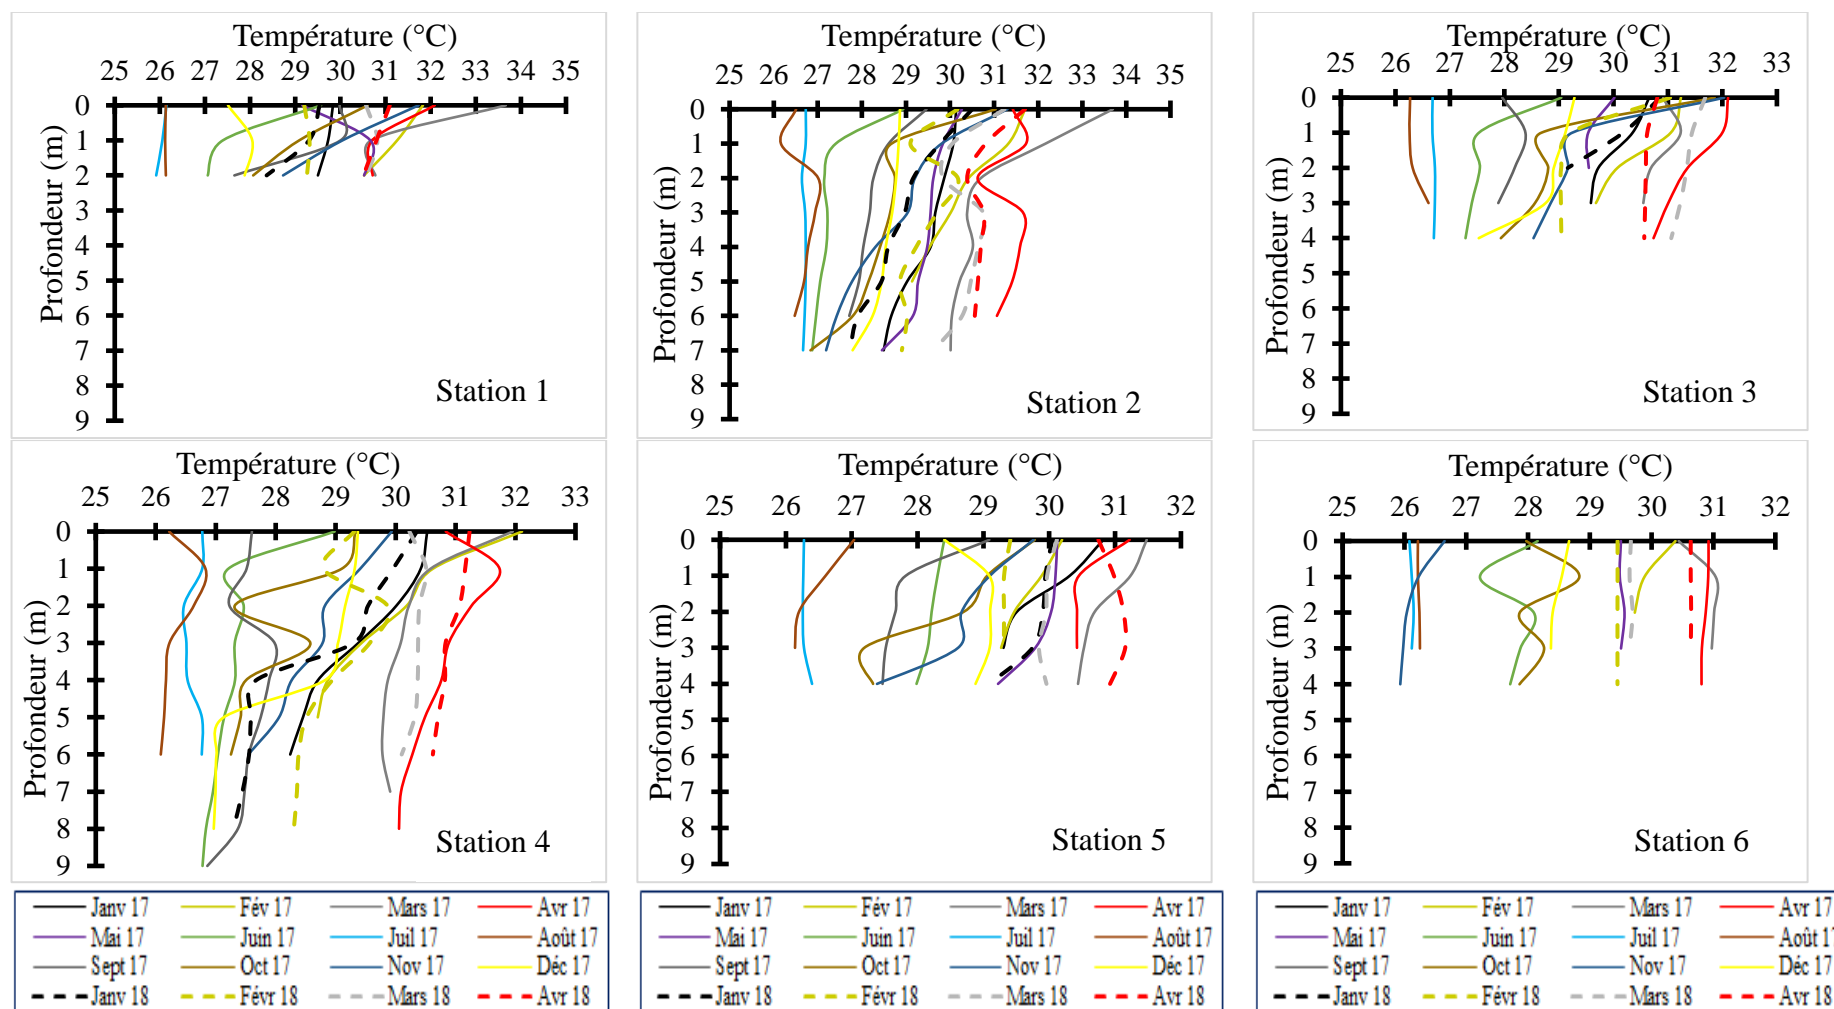 Température (°C)
25 26 27 28 29 30 31 32 33 34 35
0
1
2
3
4
5
6
7
8
9
Profondeur (m)
Station 1
Température (°C)
25 26 27 28 29 30 31 32 33 34 35
0
1
2
3
4
5
6
7
8
9
Profondeur (m)
Station 2
Température (°C)
25 26 27 28 29 30 31 32 33
0
1
2
3
4
5
6
7
8
9
Profondeur (m)
Station 3
Température (°C)
25 26 27 28 29 30 31 32 33
0
1
2
3
4
5
6
7
8
9
Profondeur (m)
Station 4
Température (°C)
25 26 27 28 29 30 31 32
0
1
2
3
4
5
6
7
8
9
Profondeur (m)
Station 5
Température (°C)
25 26 27 28 29 30 31 32
0
1
2
3
4
5
6
7
8
9
Profondeur (m)
Station 6
Janv 17 Fév 17 Mars 17 Avr 17
Mai 17 Juin 17 Juil 17 Août 17
Sept 17 Oct 17 Nov 17 Déc 17
Janv 18 Févr 18 Mars 18 Avr 18
Janv 17 Fév 17 Mars 17 Avr 17
Mai 17 Juin 17 Juil 17 Août 17
Sept 17 Oct 17 Nov 17 Déc 17
Janv 18 Févr 18 Mars 18 Avr 18
Janv 17 Fév 17 Mars 17 Avr 17
Mai 17 Juin 17 Juil 17 Août 17
Sept 17 Oct 17 Nov 17 Déc 17
Janv 18 Févr 18 Mars 18 Avr 18